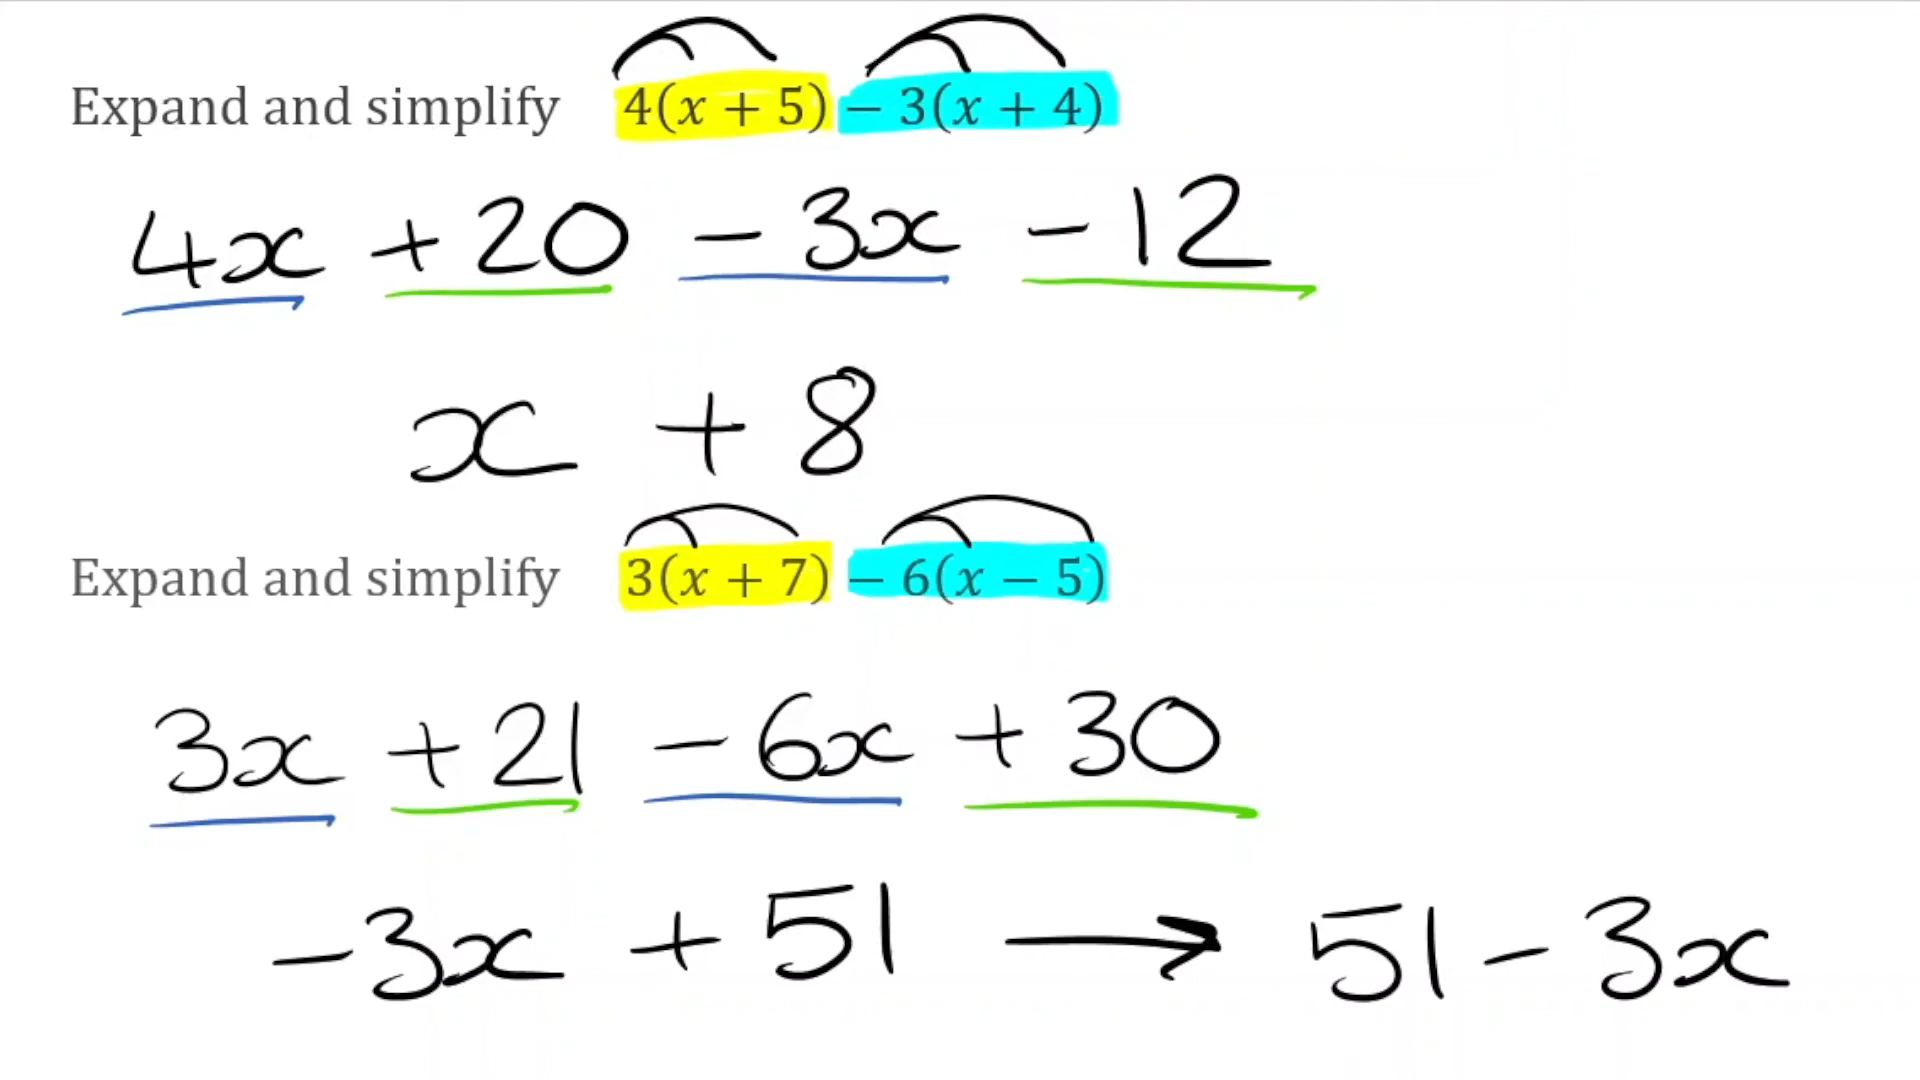 Expand and simplify 4(x + 5) − 3(x + 4)
4x + 20 − 3x − 12
x + 8
Expand and simplify 3(x + 7) − 6(x − 5)
3x + 21 − 6x + 30
−3x + 51 → 51 − 3x